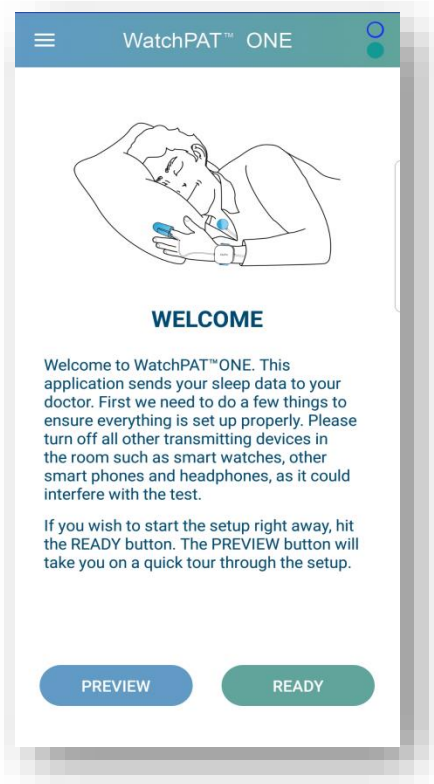 WatchPAT™ ONE
WELCOME
Welcome to WatchPAT™ONE. This
application sends your sleep data to your
doctor. First we need to do a few things to
ensure everything is set up properly. Please
turn off all other transmitting devices in
the room such as smart watches, other
smart phones and headphones, as it could
interfere with the test.
If you wish to start the setup right away, hit
the READY button. The PREVIEW button will
take you on a quick tour through the setup.
PREVIEW
READY